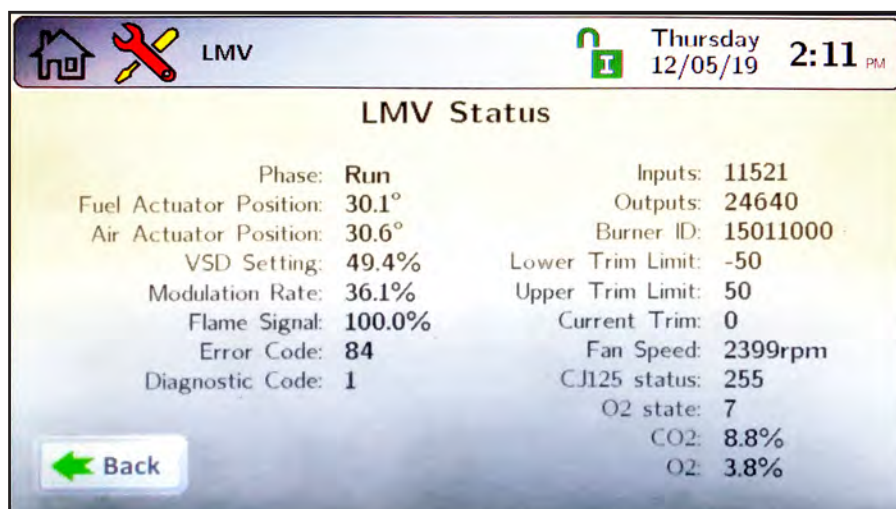 LMV
Thursday
12/05/19
2:11 PM
LMV Status
Phase: Run
Fuel Actuator Position: 30.1°
Air Actuator Position: 30.6°
VSD Setting: 49.4%
Modulation Rate: 36.1%
Flame Signal: 100.0%
Error Code: 84
Diagnostic Code: 1
Inputs: 11521
Outputs: 24640
Burner ID: 15011000
Lower Trim Limit: -50
Upper Trim Limit: 50
Current Trim: 0
Fan Speed: 2399rpm
CJ125 status: 255
O2 state: 7
CO2: 8.8%
O2: 3.8%
Back